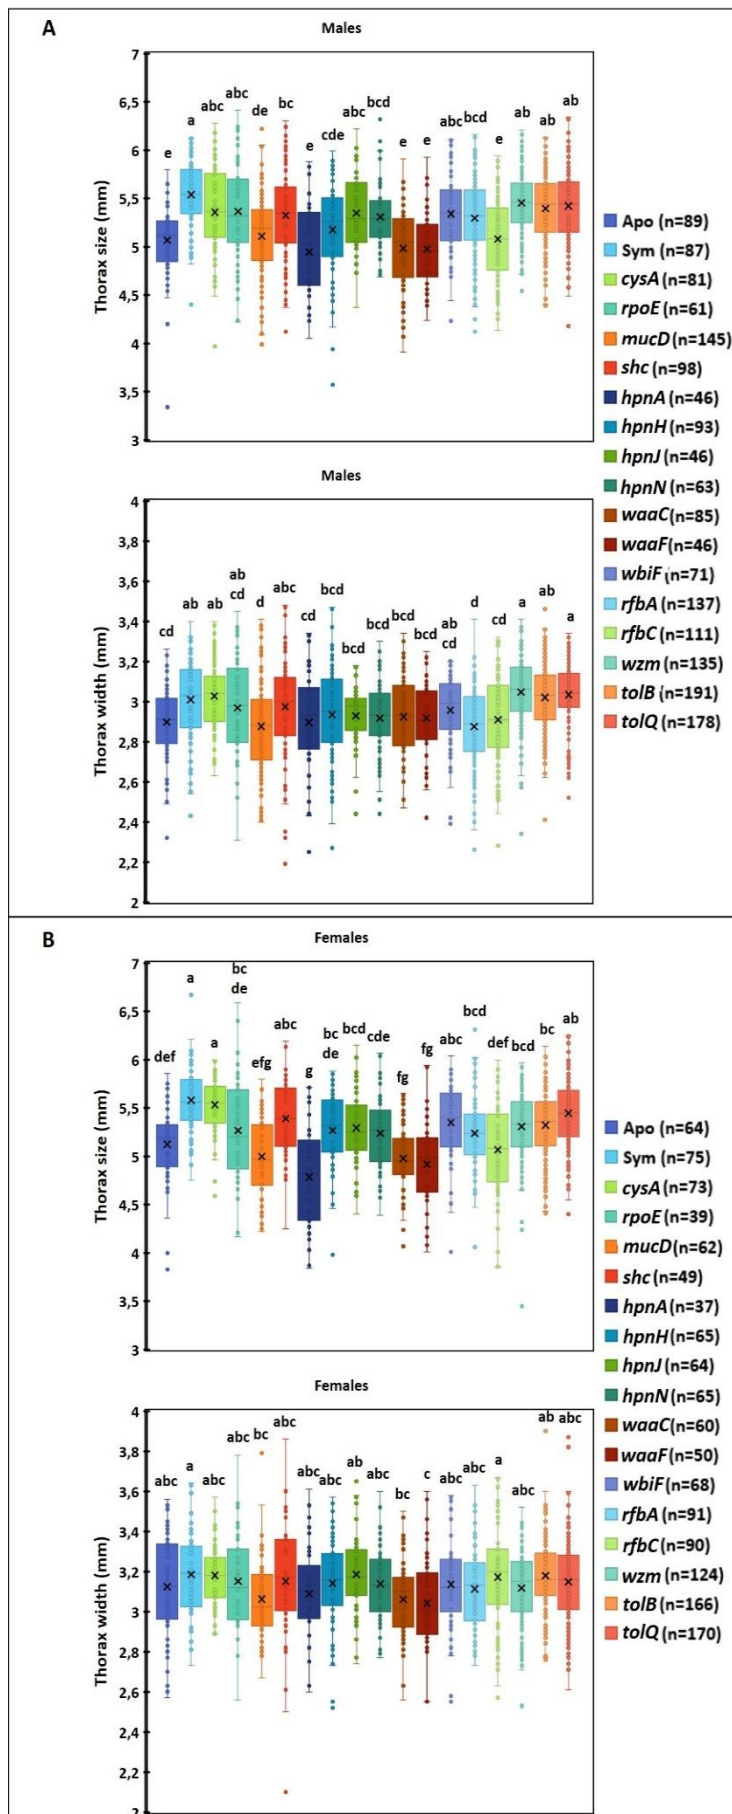 A
Males
7
6,5
6
5,5
5
4,5
4
3,5
3
Thorax size (mm)
e
a
abc
abc
de
bc
e
cde
abc
bcd
e
e
abc
bcd
e
ab
ab
ab
Males
4
3,8
3,6
3,4
3,2
3
2,8
2,6
2,4
2,2
2
Thorax width (mm)
cd
ab
ab
ab
cd
d
abc
cd
bcd
bcd
bcd
bcd
bcd
ab
cd
d
cd
a
ab
a
Apo (n=89)
Sym (n=87)
cysA (n=81)
rpoE (n=61)
mucD (n=145)
shc (n=98)
hpnA (n=46)
hpnH (n=93)
hpnJ (n=46)
hpnN (n=63)
waaC (n=85)
waaF (n=46)
wbiF (n=71)
rfbA (n=137)
rfbC (n=111)
wzm (n=135)
tolB (n=191)
tolQ (n=178)
B
Females
7
6,5
6
5,5
5
4,5
4
3,5
3
Thorax size (mm)
def
a
a
bc
de
efg
abc
g
bc
de
bcd
cde
fg
fg
abc
bcd
def
bcd
bc
ab
Females
4
3,8
3,6
3,4
3,2
3
2,8
2,6
2,4
2,2
2
Thorax width (mm)
abc
a
abc
abc
bc
abc
abc
abc
ab
abc
bc
c
abc
abc
a
abc
ab
abc
Apo (n=64)
Sym (n=75)
cysA (n=73)
rpoE (n=39)
mucD (n=62)
shc (n=49)
hpnA (n=37)
hpnH (n=65)
hpnJ (n=64)
hpnN (n=65)
waaC (n=60)
waaF (n=50)
wbiF (n=68)
rfbA (n=91)
rfbC (n=90)
wzm (n=124)
tolB (n=166)
tolQ (n=170)